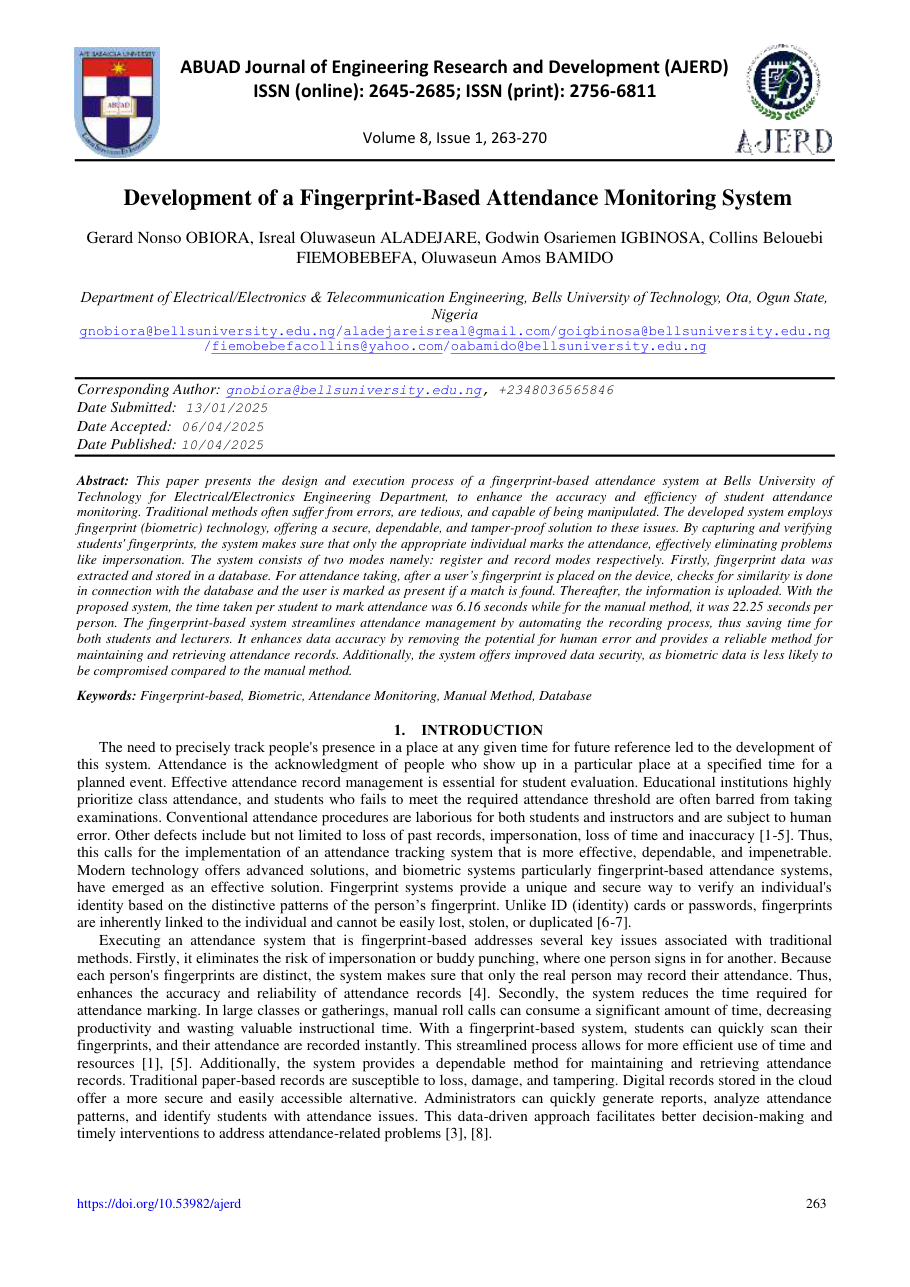 AFE BABALOLA UNIVERSITY
ABUAD
ABUAD Journal of Engineering Research and Development (AJERD)
ISSN (online): 2645-2685; ISSN (print): 2756-6811
Volume 8, Issue 1, 263-270
AJERD
Development of a Fingerprint-Based Attendance Monitoring System
Gerard Nonso OBIORA, Isreal Oluwaseun ALADEJARE, Godwin Osariemen IGBINOSA, Collins Belouebi
FIEMOBEBEFA, Oluwaseun Amos BAMIDO
Department of Electrical/Electronics & Telecommunication Engineering, Bells University of Technology, Ota, Ogun State,
Nigeria
gnobiora@bellsuniversity.edu.ng/aladejareisreal@gmail.com/goigbinosa@bellsuniversity.edu.ng
/fiemobebefacollins@yahoo.com/oabamido@bellsuniversity.edu.ng
Corresponding Author: gnobiora@bellsuniversity.edu.ng, +2348036565846
Date Submitted: 13/01/2025
Date Accepted: 06/04/2025
Date Published: 10/04/2025
Abstract: This paper presents the design and execution process of a fingerprint-based attendance system at Bells University of
Technology for Electrical/Electronics Engineering Department, to enhance the accuracy and efficiency of student attendance
monitoring. Traditional methods often suffer from errors, are tedious, and capable of being manipulated. The developed system employs
fingerprint (biometric) technology, offering a secure, dependable, and tamper-proof solution to these issues. By capturing and verifying
students' fingerprints, the system makes sure that only the appropriate individual marks the attendance, effectively eliminating problems
like impersonation. The system consists of two modes namely: register and record modes respectively. Firstly, fingerprint data was
extracted and stored in a database. For attendance taking, after a user’s fingerprint is placed on the device, checks for similarity is done
in connection with the database and the user is marked as present if a match is found. Thereafter, the information is uploaded. With the
proposed system, the time taken per student to mark attendance was 6.16 seconds while for the manual method, it was 22.25 seconds per
person. The fingerprint-based system streamlines attendance management by automating the recording process, thus saving time for
both students and lecturers. It enhances data accuracy by removing the potential for human error and provides a reliable method for
maintaining and retrieving attendance records. Additionally, the system offers improved data security, as biometric data is less likely to
be compromised compared to the manual method.
Keywords: Fingerprint-based, Biometric, Attendance Monitoring, Manual Method, Database
1. INTRODUCTION
The need to precisely track people's presence in a place at any given time for future reference led to the development of
this system. Attendance is the acknowledgment of people who show up in a particular place at a specified time for a
planned event. Effective attendance record management is essential for student evaluation. Educational institutions highly
prioritize class attendance, and students who fails to meet the required attendance threshold are often barred from taking
examinations. Conventional attendance procedures are laborious for both students and instructors and are subject to human
error. Other defects include but not limited to loss of past records, impersonation, loss of time and inaccuracy [1-5]. Thus,
this calls for the implementation of an attendance tracking system that is more effective, dependable, and impenetrable.
Modern technology offers advanced solutions, and biometric systems particularly fingerprint-based attendance systems,
have emerged as an effective solution. Fingerprint systems provide a unique and secure way to verify an individual's
identity based on the distinctive patterns of the person’s fingerprint. Unlike ID (identity) cards or passwords, fingerprints
are inherently linked to the individual and cannot be easily lost, stolen, or duplicated [6-7].
Executing an attendance system that is fingerprint-based addresses several key issues associated with traditional
methods. Firstly, it eliminates the risk of impersonation or buddy punching, where one person signs in for another. Because
each person's fingerprints are distinct, the system makes sure that only the real person may record their attendance. Thus,
enhances the accuracy and reliability of attendance records [4]. Secondly, the system reduces the time required for
attendance marking. In large classes or gatherings, manual roll calls can consume a significant amount of time, decreasing
productivity and wasting valuable instructional time. With a fingerprint-based system, students can quickly scan their
fingerprints, and their attendance are recorded instantly. This streamlined process allows for more efficient use of time and
resources [1], [5]. Additionally, the system provides a dependable method for maintaining and retrieving attendance
records. Traditional paper-based records are susceptible to loss, damage, and tampering. Digital records stored in the cloud
offer a more secure and easily accessible alternative. Administrators can quickly generate reports, analyze attendance
patterns, and identify students with attendance issues. This data-driven approach facilitates better decision-making and
timely interventions to address attendance-related problems [3], [8].
https://doi.org/10.53982/ajerd
263